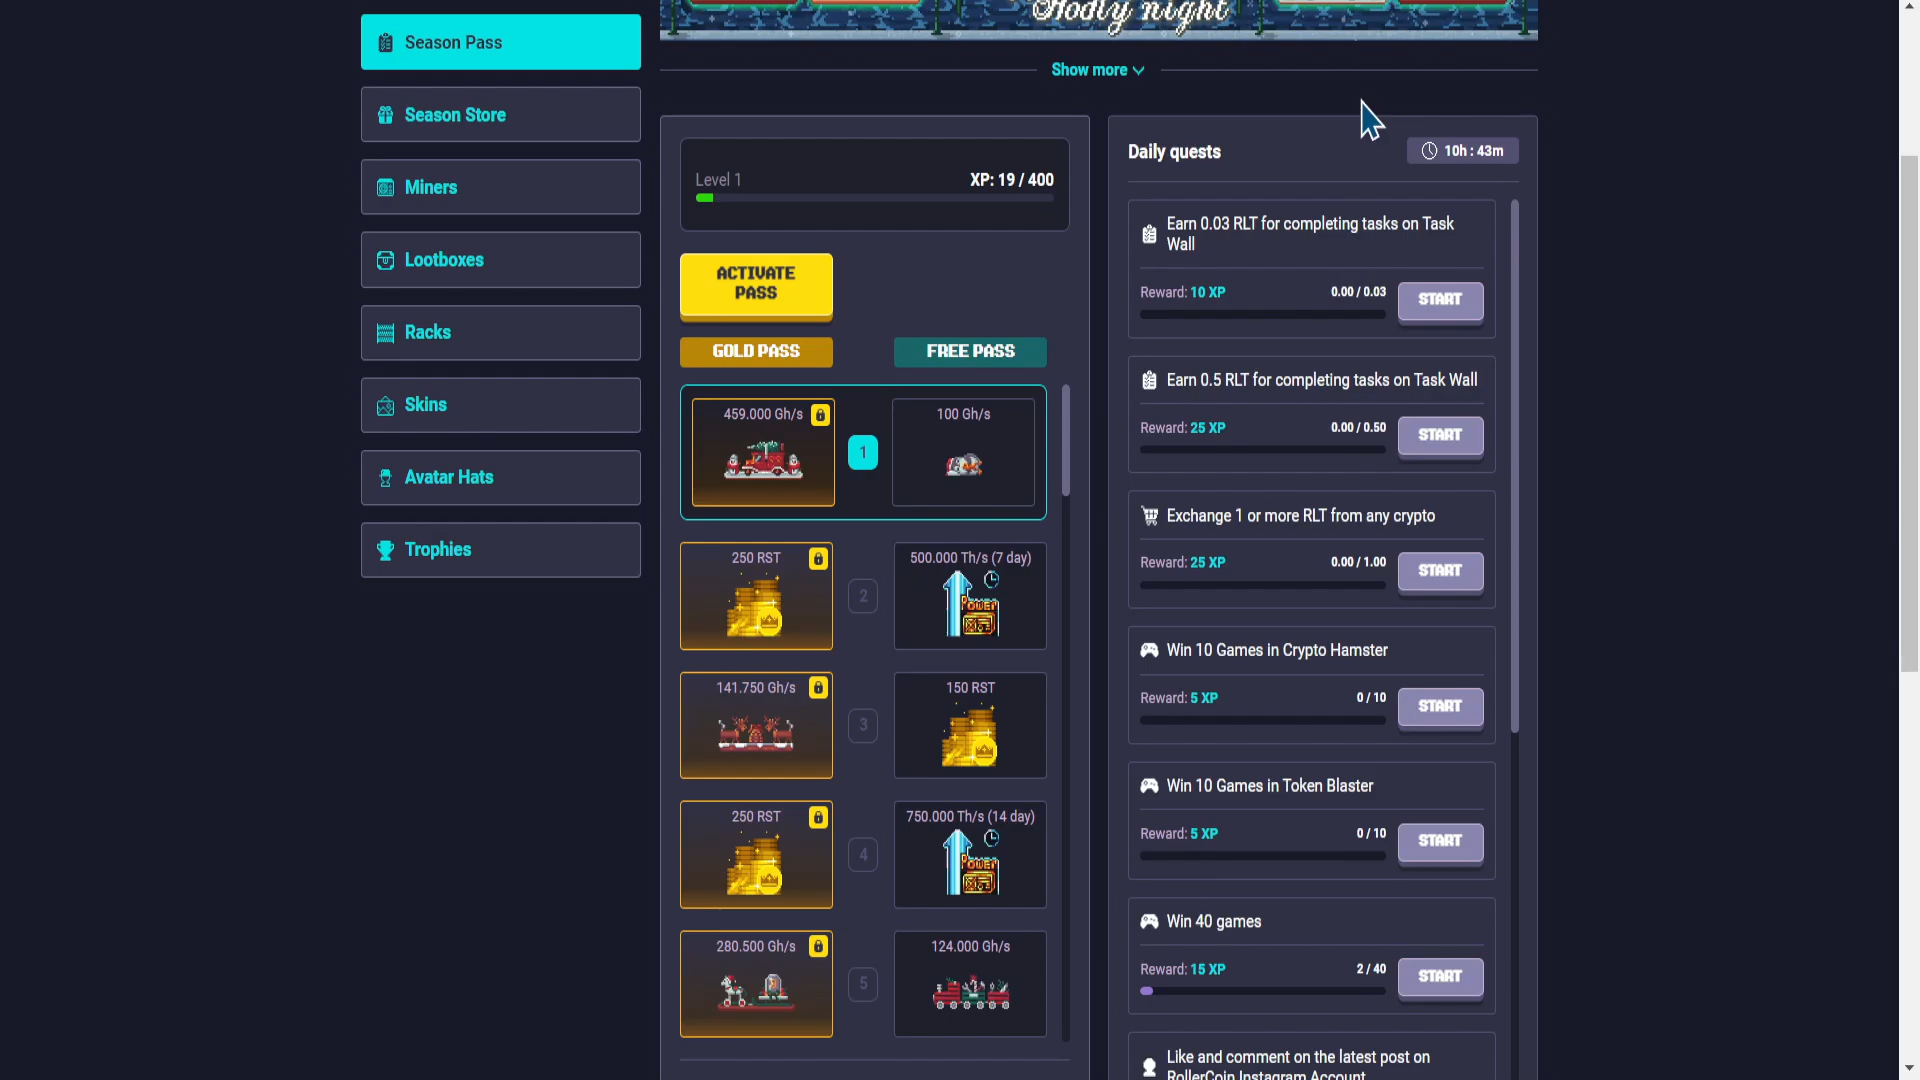 Hodly night
Season Pass
Season Store
Miners
Lootboxes
Racks
Skins
Avatar Hats
Trophies
Show more
Level 1
XP: 19 / 400
ACTIVATE
PASS
GOLD PASS
FREE PASS
459.000 Gh/s
1
100 Gh/s
250 RST
2
500.000 Th/s (7 day)
POWER
141.750 Gh/s
3
150 RST
250 RST
4
750.000 Th/s (14 day)
POWER
280.500 Gh/s
5
124.000 Gh/s
Daily quests
10h : 43m
Earn 0.03 RLT for completing tasks on Task
Wall
Reward: 10 XP
0.00 / 0.03
START
Earn 0.5 RLT for completing tasks on Task Wall
Reward: 25 XP
0.00 / 0.50
START
Exchange 1 or more RLT from any crypto
Reward: 25 XP
0.00 / 1.00
START
Win 10 Games in Crypto Hamster
Reward: 5 XP
0 / 10
START
Win 10 Games in Token Blaster
Reward: 5 XP
0 / 10
START
Win 40 games
Reward: 15 XP
2 / 40
START
Like and comment on the latest post on
RollerCoin Instagram Account